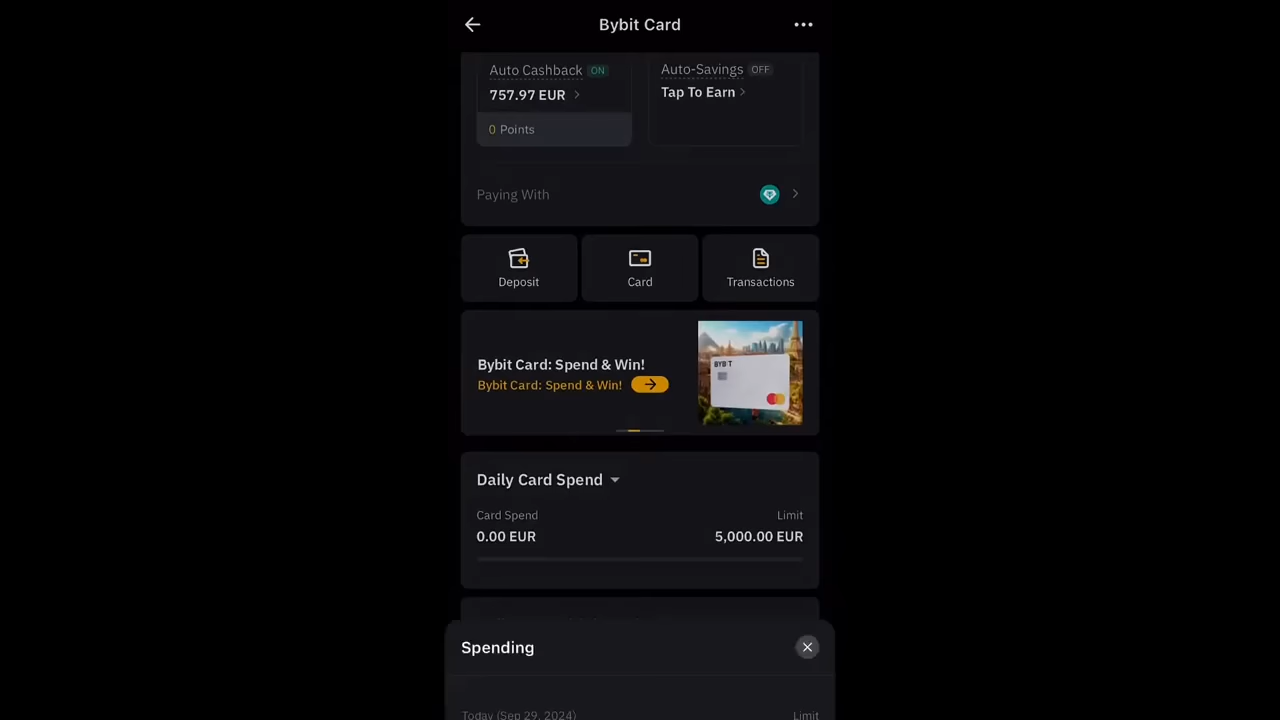 Bybit Card
Auto Cashback ON
757.97 EUR
0 Points
Auto-Savings OFF
Tap To Earn
Paying With
Deposit
Card
Transactions
Bybit Card: Spend & Win!
Bybit Card: Spend & Win!
BYBIT
Daily Card Spend
Card Spend
Limit
0.00 EUR
5,000.00 EUR
Spending
Today (Sep 29, 2024)
Limit